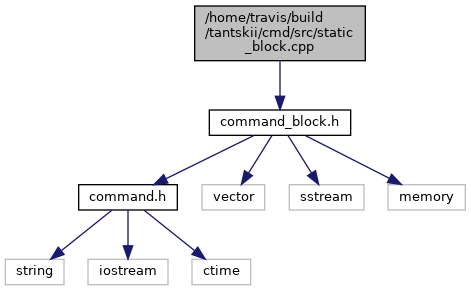 /home/travis/build
/tantskii/cmd/src/static
_block.cpp
command_block.h
command.h
vector
sstream
memory
string
iostream
ctime